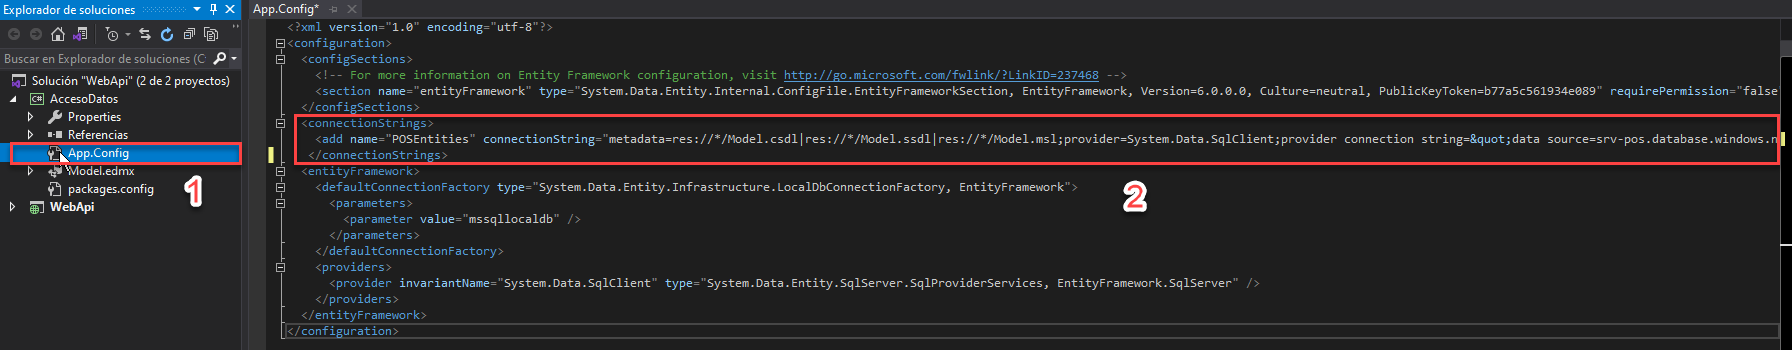 Explorador de soluciones
Buscar en Explorador de soluciones (C
Solución "WebApi" (2 de 2 proyectos)
C# AccesoDatos
Properties
Referencias
App.Config
Model.edmx
packages.config
WebApi
1
App.Config*
<?xml version="1.0" encoding="utf-8"?>
<configuration>
<configSections>
<!-- For more information on Entity Framework configuration, visit http://go.microsoft.com/fwlink/?LinkID=237468 -->
<section name="entityFramework" type="System.Data.Entity.Internal.ConfigFile.EntityFrameworkSection, EntityFramework, Version=6.0.0.0, Culture=neutral, PublicKeyToken=b77a5c561934e089" requirePermission="false"
</configSections>
<connectionStrings>
<add name="POSEntities" connectionString="metadata=res://*/Model.csdl|res://*/Model.ssdl|res://*/Model.msl;provider=System.Data.SqlClient;provider connection string=&quot;data source=srv-pos.database.windows.n
</connectionStrings>
<entityFramework>
<defaultConnectionFactory type="System.Data.Entity.Infrastructure.LocalDbConnectionFactory, EntityFramework">
<parameters>
<parameter value="mssqllocaldb" />
</parameters>
</defaultConnectionFactory>
<providers>
<provider invariantName="System.Data.SqlClient" type="System.Data.Entity.SqlServer.SqlProviderServices, EntityFramework.SqlServer" />
</providers>
</entityFramework>
</configuration>
2